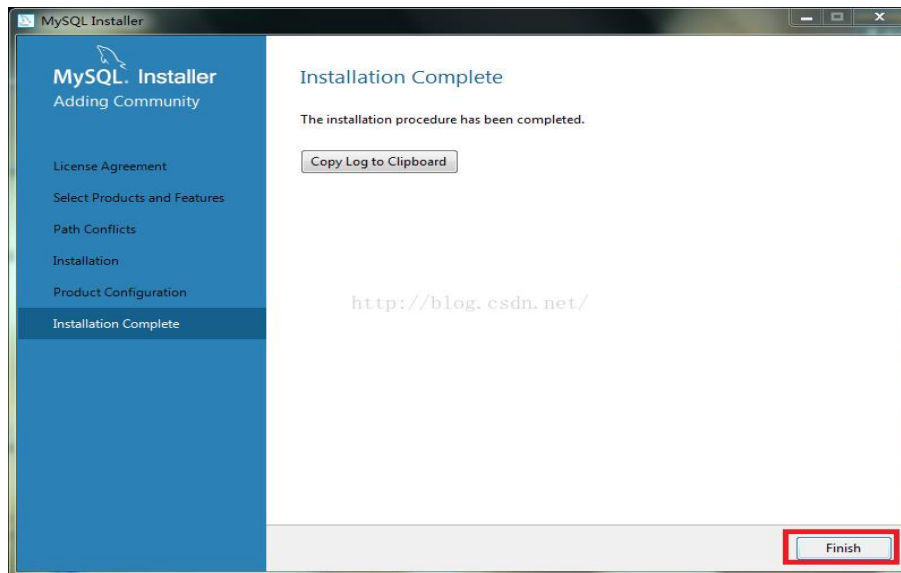 MySQL Installer
MySQL. Installer
Adding Community
License Agreement
Select Products and Features
Path Conflicts
Installation
Product Configuration
Installation Complete
Installation Complete
The installation procedure has been completed.
Copy Log to Clipboard
http://blog.csdn.net/
Finish